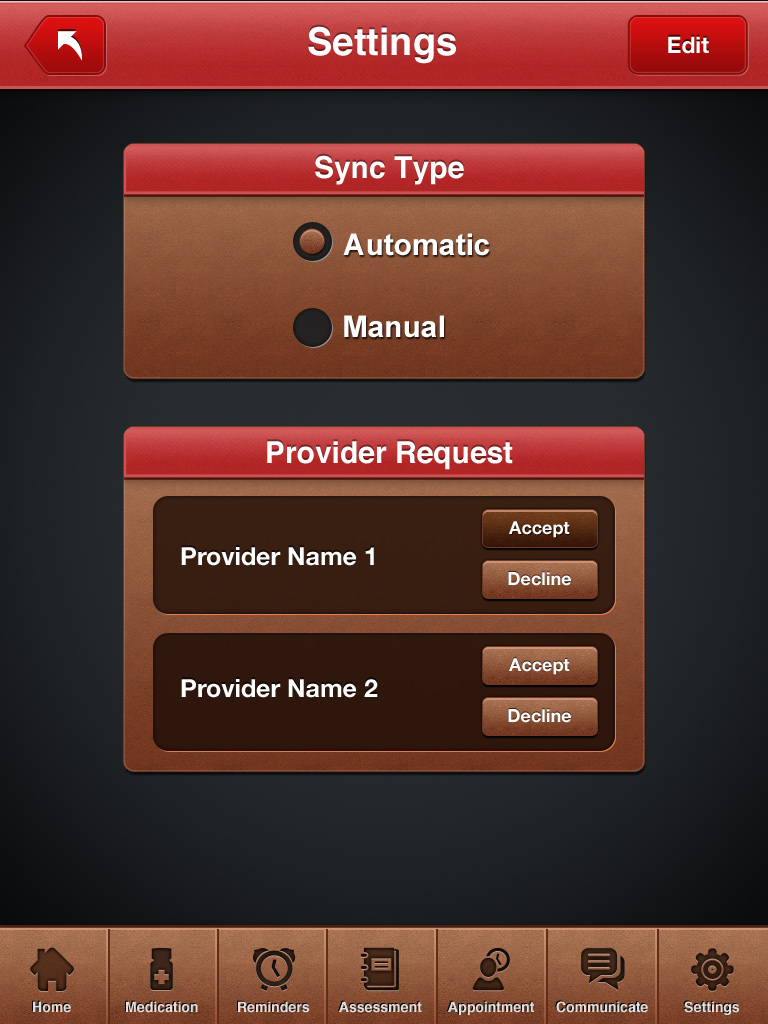 Settings
Edit
Sync Type
Automatic
Manual
Provider Request
Provider Name 1
Accept
Decline
Provider Name 2
Accept
Decline
Home
Medication
Reminders
Assessment
Appointment
Communicate
Settings